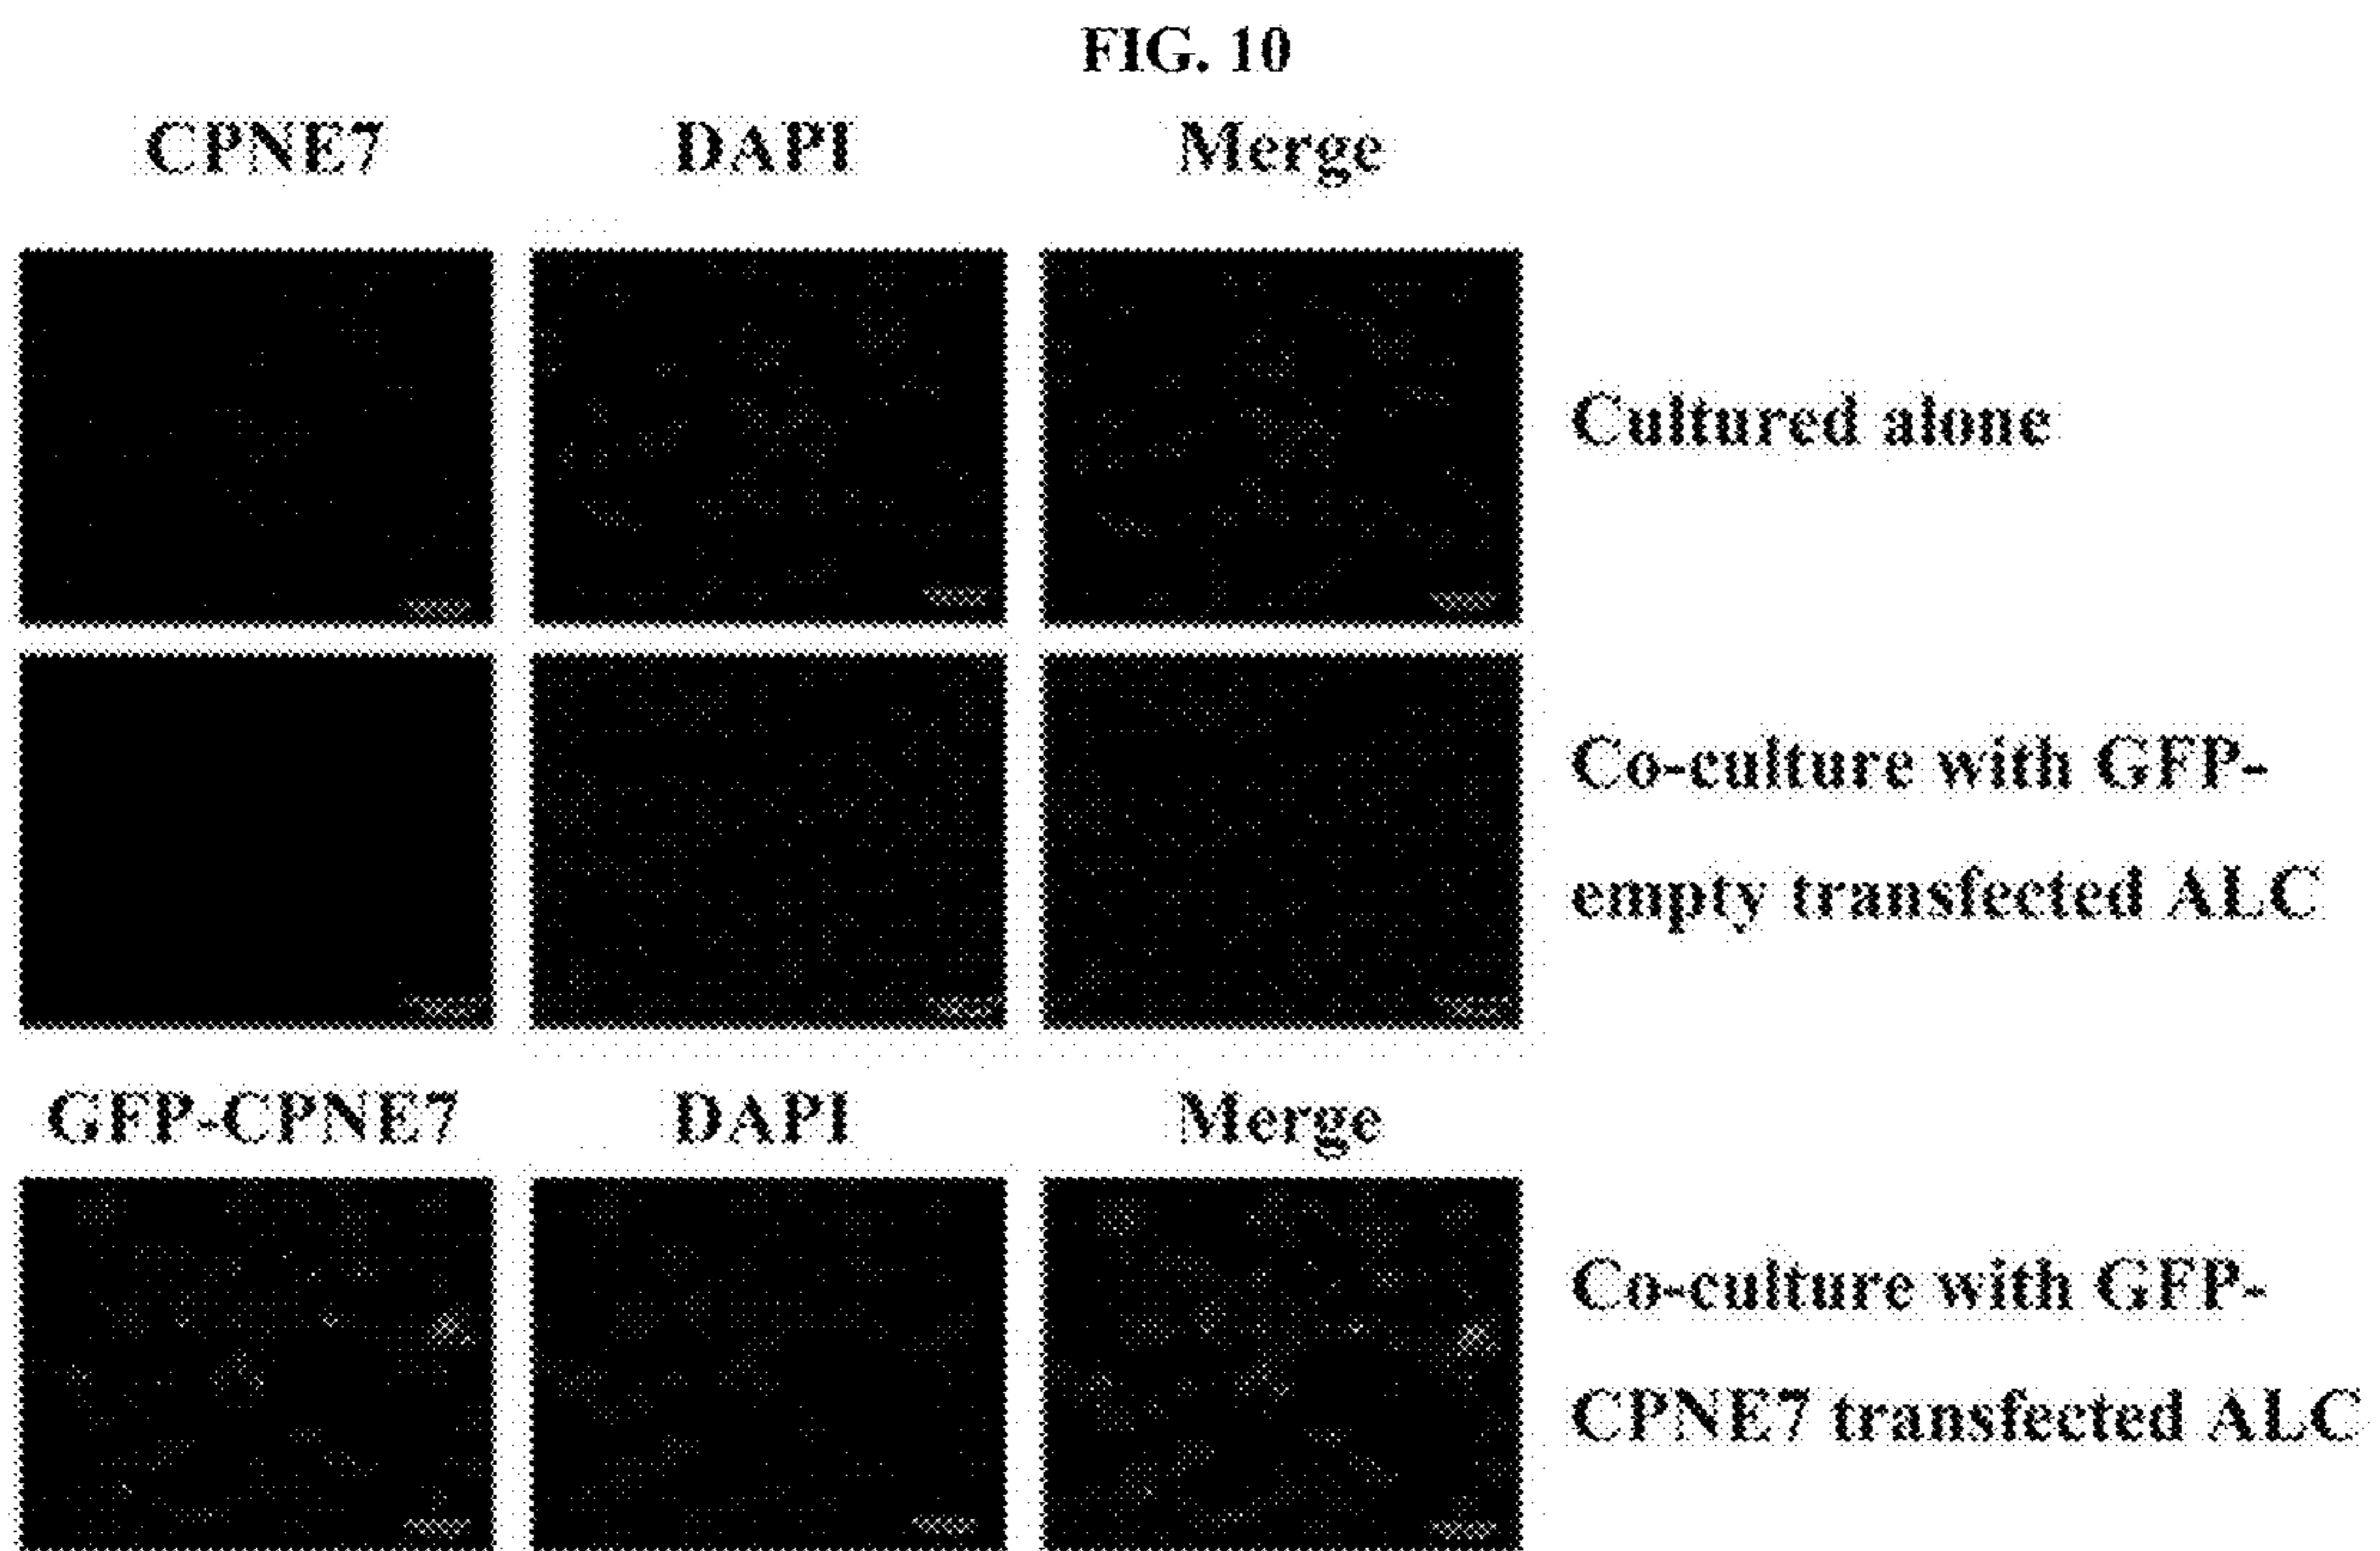 FIG. 10
CPNE7 DAPI Merge
Cultured alone
Co-culture with GFP-
empty transfected ALC
GFP-CPNE7 DAPI Merge
Co-culture with GFP-
CPNE7 transfected ALC